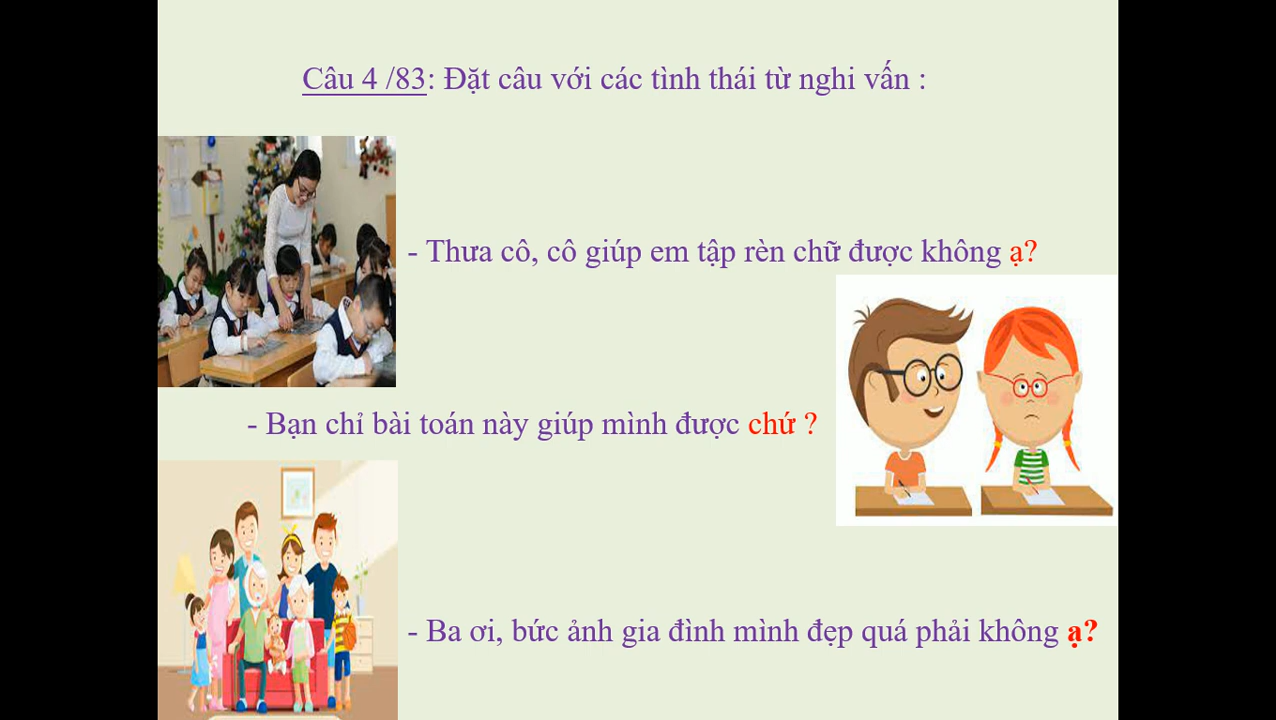 Câu 4 /83: Đặt câu với các tình thái từ nghi vấn :
- Thưa cô, cô giúp em tập rèn chữ được không ạ?
- Bạn chỉ bài toán này giúp mình được chứ ?
- Ba ơi, bức ảnh gia đình mình đẹp quá phải không ạ?